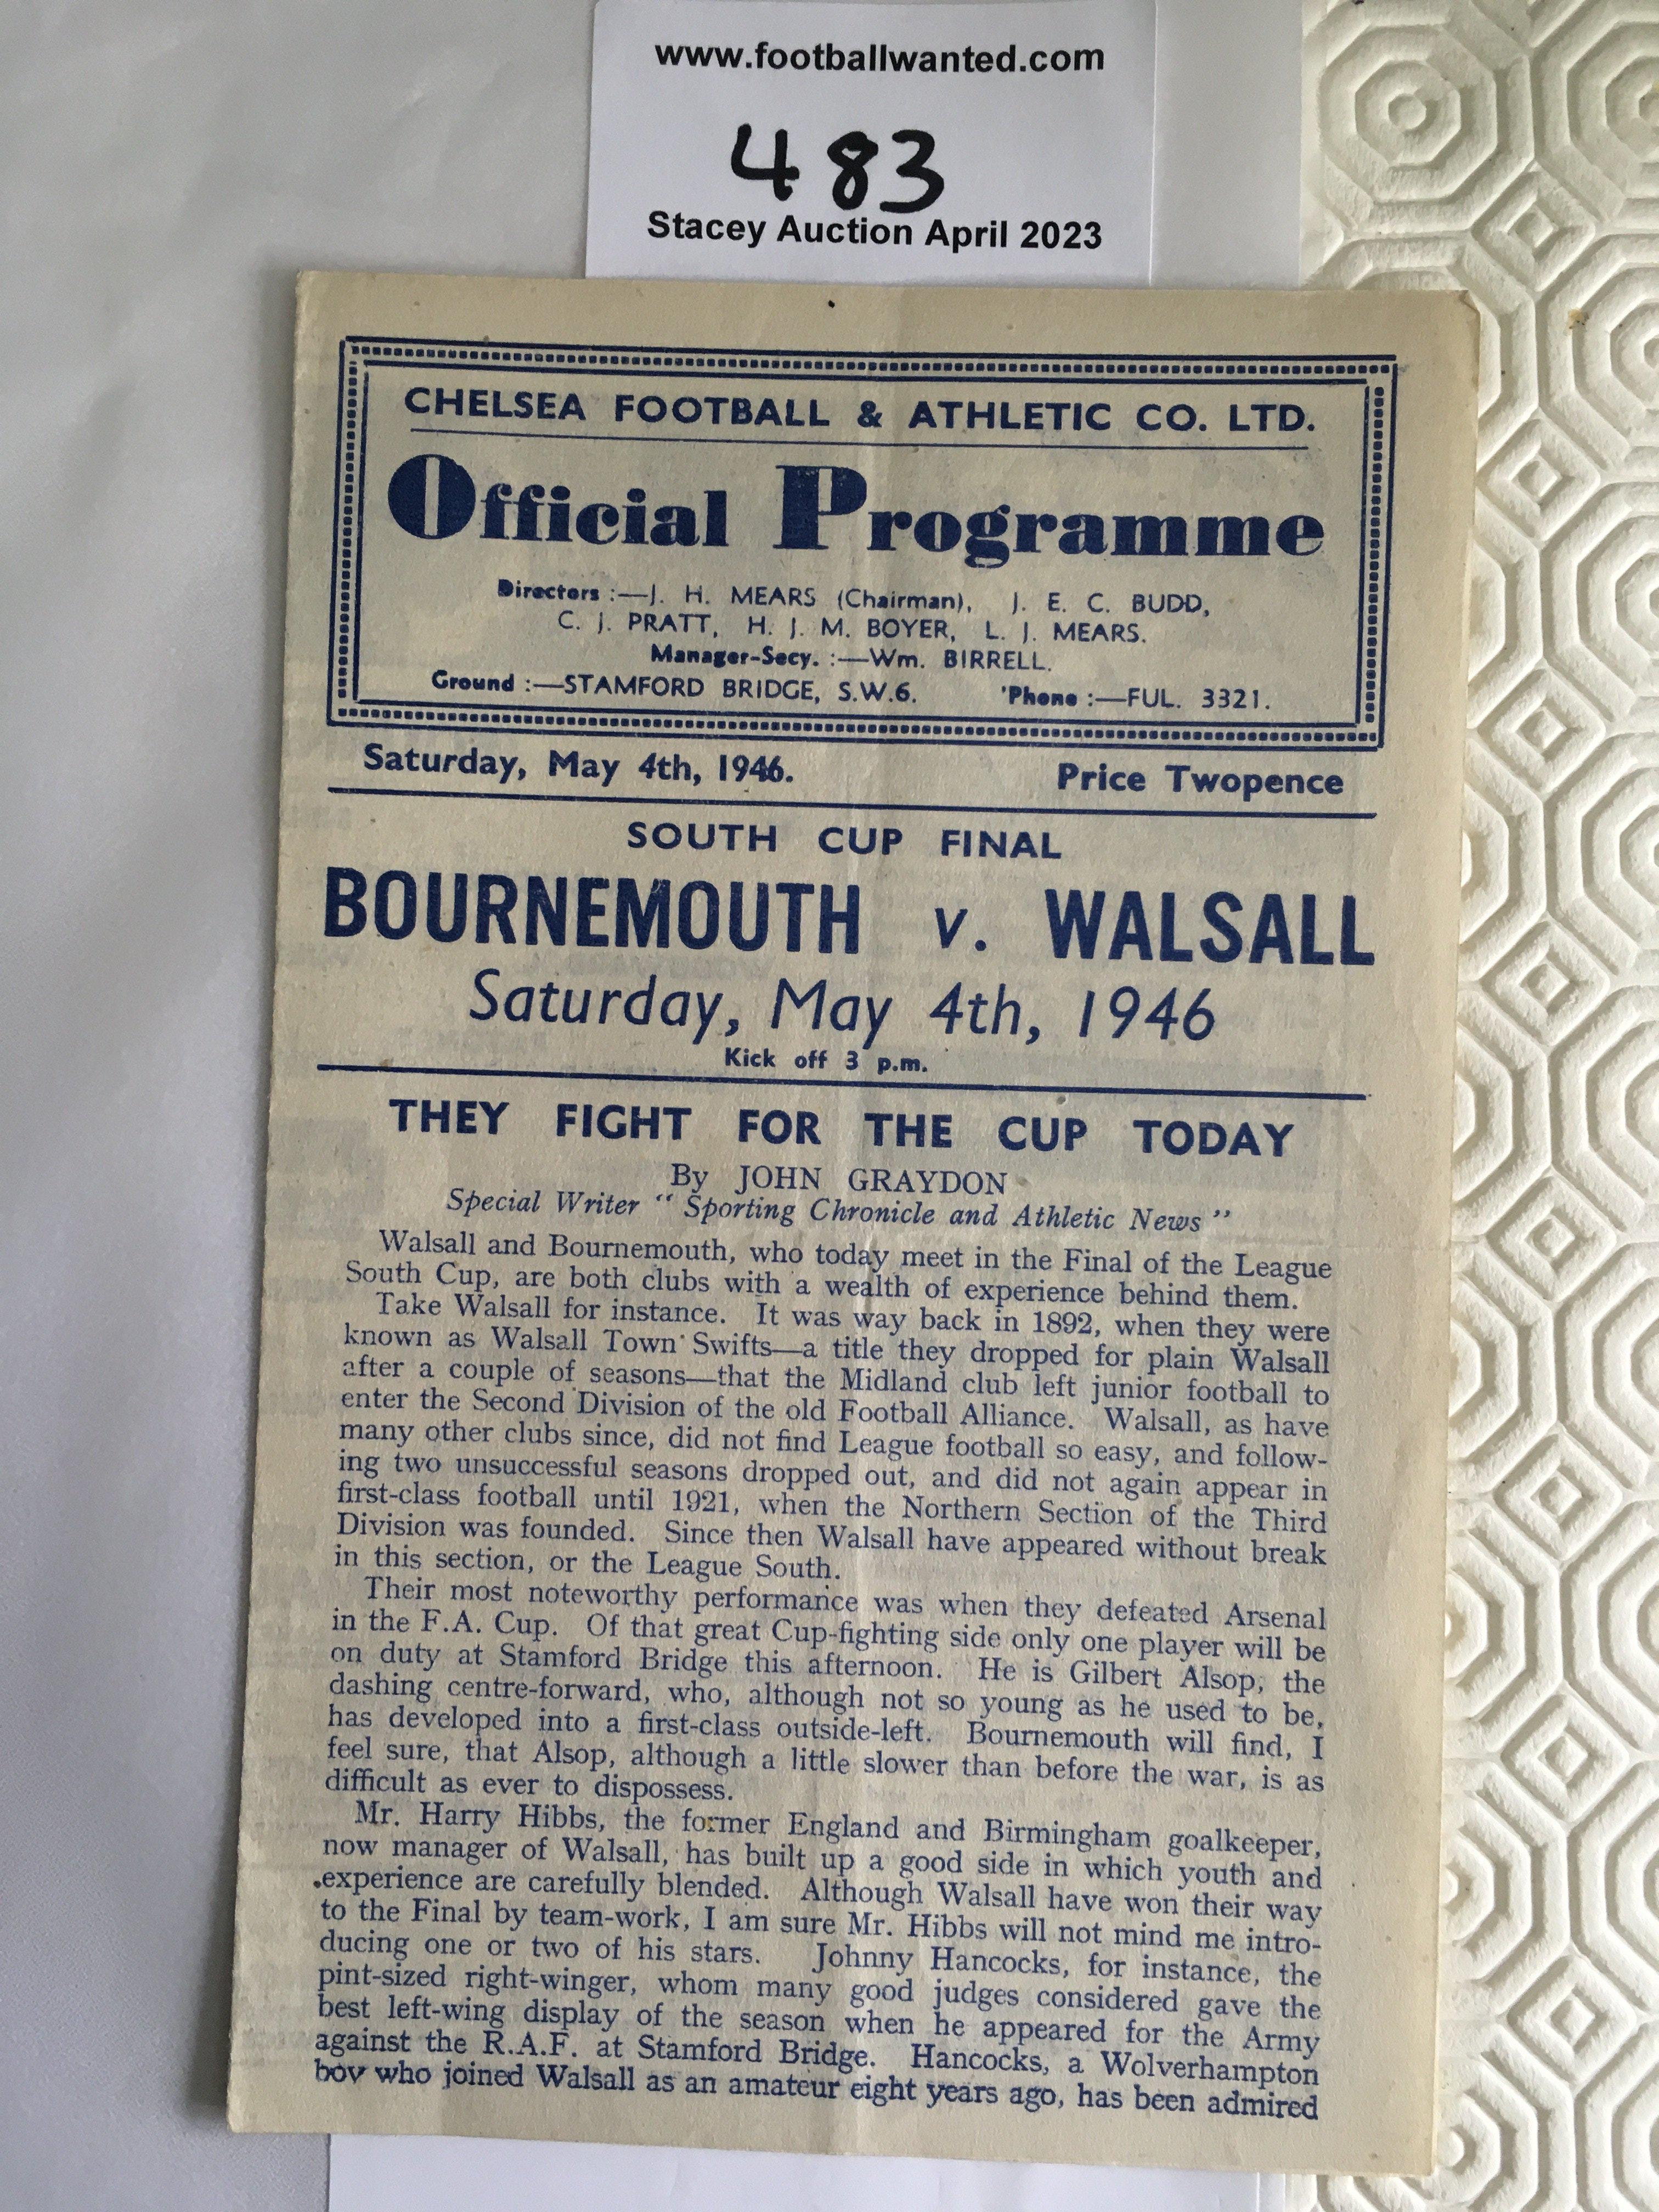 www.footballwanted.com
483
Stacey Auction April 2023
CHELSEA FOOTBALL & ATHLETIC CO. LTD.
Official Programme
Directors :—J. H. MEARS (Chairman), J. E. C. BUDD,
C. J. PRATT, H. J. M. BOYER, L. J. MEARS.
Manager-Secy. :—Wm. BIRRELL.
Ground :—STAMFORD BRIDGE, S.W.6. 'Phone :—FUL. 3321.
Saturday, May 4th, 1946. Price Twopence
SOUTH CUP FINAL
BOURNEMOUTH v. WALSALL
Saturday, May 4th, 1946
Kick off 3 p.m.
THEY FIGHT FOR THE CUP TODAY
By JOHN GRAYDON
Special Writer “ Sporting Chronicle and Athletic News ”
Walsall and Bournemouth, who today meet in the Final of the League
South Cup, are both clubs with a wealth of experience behind them.
Take Walsall for instance. It was way back in 1892, when they were
known as Walsall Town Swifts—a title they dropped for plain Walsall
after a couple of seasons—that the Midland club left junior football to
enter the Second Division of the old Football Alliance. Walsall, as have
many other clubs since, did not find League football so easy, and follow-
ing two unsuccessful seasons dropped out, and did not again appear in
first-class football until 1921, when the Northern Section of the Third
Division was founded. Since then Walsall have appeared without break
in this section, or the League South.
Their most noteworthy performance was when they defeated Arsenal
in the F.A. Cup. Of that great Cup-fighting side only one player will be
on duty at Stamford Bridge this afternoon. He is Gilbert Alsop, the
dashing centre-forward, who, although not so young as he used to be,
has developed into a first-class outside-left. Bournemouth will find, I
feel sure, that Alsop, although a little slower than before the war, is as
difficult as ever to dispossess.
Mr. Harry Hibbs, the former England and Birmingham goalkeeper,
now manager of Walsall, has built up a good side in which youth and
experience are carefully blended. Although Walsall have won their way
to the Final by team-work, I am sure Mr. Hibbs will not mind me intro-
ducing one or two of his stars. Johnny Hancocks, for instance, the
pint-sized right-winger, whom many good judges considered gave the
best left-wing display of the season when he appeared for the Army
against the R.A.F. at Stamford Bridge. Hancocks, a Wolverhampton
boy who joined Walsall as an amateur eight years ago, has been admired